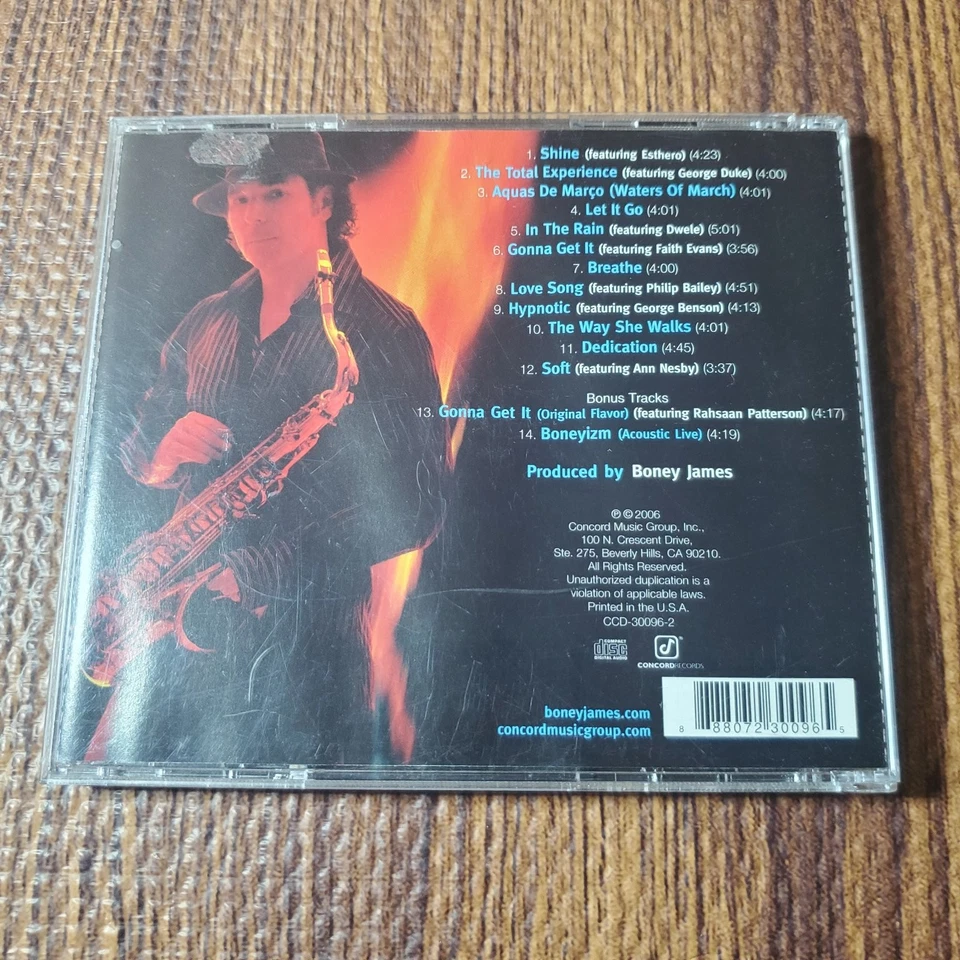 1. Shine (featuring Esthero) (4:23)
2. The Total Experience (featuring George Duke) (4:00)
3. Aquas De Março (Waters Of March) (4:01)
4. Let It Go (4:01)
5. In The Rain (featuring Dwele) (5:01)
6. Gonna Get It (featuring Faith Evans) (3:56)
7. Breathe (4:00)
8. Love Song (featuring Philip Bailey) (4:51)
9. Hypnotic (featuring George Benson) (4:13)
10. The Way She Walks (4:01)
11. Dedication (4:45)
12. Soft (featuring Ann Nesby) (3:37)
Bonus Tracks
13. Gonna Get It (Original Flavor) (featuring Rahsaan Patterson) (4:17)
14. Boneyizm (Acoustic Live) (4:19)
Produced by Boney James
℗ © 2006
Concord Music Group, Inc.,
100 N. Crescent Drive,
Ste. 275, Beverly Hills, CA 90210.
All Rights Reserved.
Unauthorized duplication is a
violation of applicable laws.
Printed in the U.S.A.
CCD-30096-2
COMPACT
disc
DIGITAL AUDIO
CONCORD RECORDS
boneyjames.com
concordmusicgroup.com
8 88072 30096 5